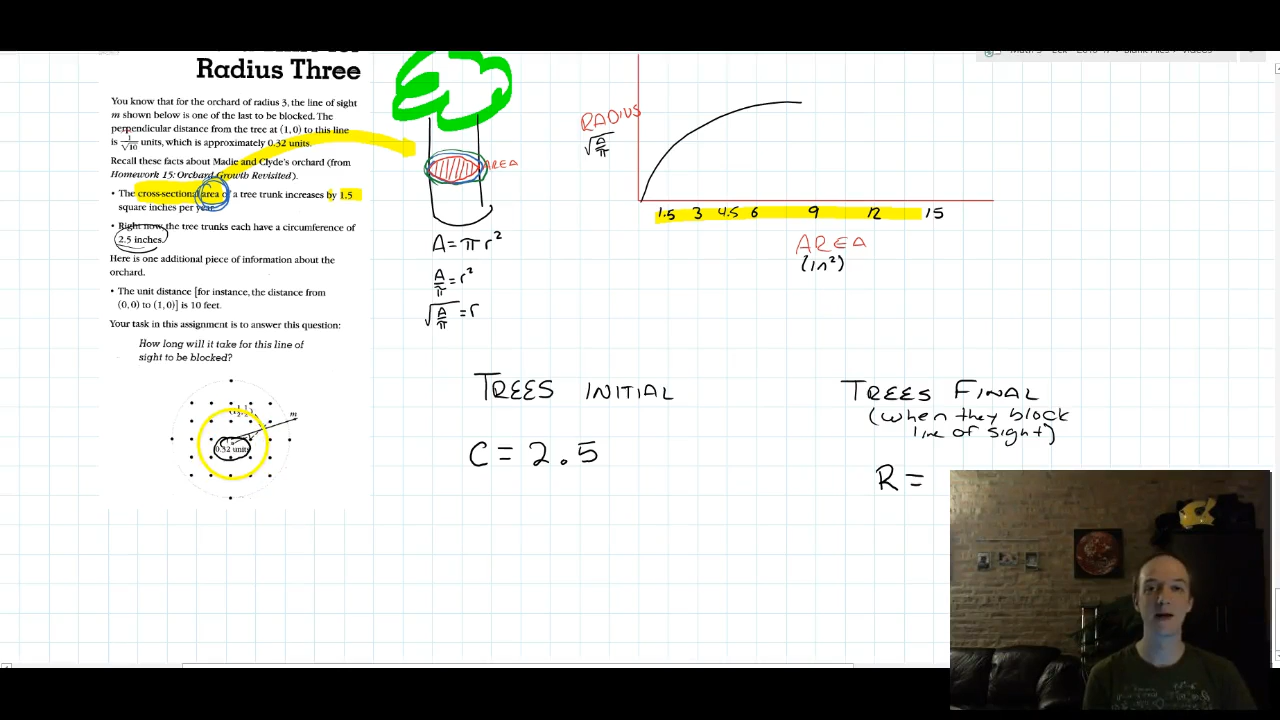 Radius Three
You know that for the orchard of radius 3, the line of sight
m shown below is one of the last to be blocked. The
perpendicular distance from the tree at (1, 0) to this line
is 1/√10 units, which is approximately 0.32 units.
Recall these facts about Madie and Clyde's orchard (from
Homework 15: Orchard Growth Revisited).
• The cross-sectional area of a tree trunk increases by 1.5
square inches per year.
• Right now, the tree trunks each have a circumference of
2.5 inches.
Here is one additional piece of information about the
orchard.
• The unit distance [for instance, the distance from
(0, 0) to (1, 0)] is 10 feet.
Your task in this assignment is to answer this question:
How long will it take for this line of
sight to be blocked?
m
0.32 units
AREA
A = πr²
A/π = r²
√A/π = r
RADIUS
√A/π
1.5 3 4.5 6 9 12 15
AREA
(in²)
TREES INITIAL
C = 2.5
TREES FINAL
(when they block
line of sight)
R =